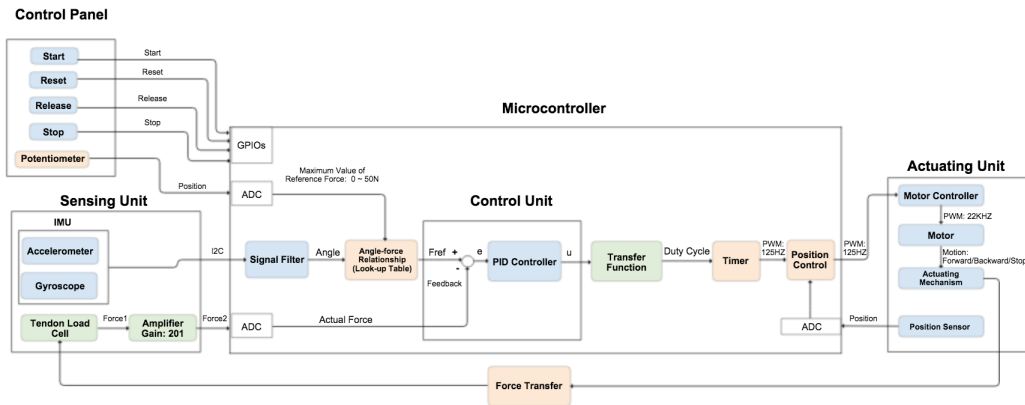 Control Panel
Start
Reset
Release
Stop
Potentiometer
Start
Reset
Release
Stop
Position
Microcontroller
GPIOs
ADC
Maximum Value of
Reference Force: 0 ~ 50N
Sensing Unit
IMU
Accelerometer
Gyroscope
I2C
Signal Filter
Angle
Angle-force
Relationship
(Look-up Table)
Control Unit
Fref
+
-
e
Feedback
PID Controller
u
Transfer
Function
Duty Cycle
Timer
PWM:
125HZ
Position
Control
PWM:
125HZ
Actuating Unit
Motor Controller
PWM: 22KHZ
Motor
Motion:
Forward/Backward/Stop
Actuating
Mechanism
Tendon Load
Cell
Force1
Amplifier
Gain: 201
Force2
ADC
Actual Force
ADC
Position
Position Sensor
Force Transfer